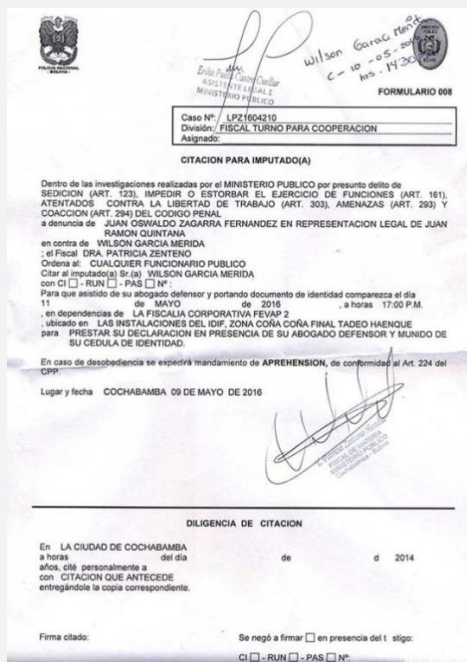 POLICIA NACIONAL
- BOLIVIA -
ASISTENTE LEGAL I
MINISTERIO PUBLICO
Wilson Garcia Merida
hrs. 14:30
FORMULARIO 008
Caso Nº: LPZ1604210
División: FISCAL TURNO PARA COOPERACION
Asignado:
CITACION PARA IMPUTADO(A)
Dentro de las investigaciones realizadas por el MINISTERIO PUBLICO por presunto delito de
SEDICION (ART. 123), IMPEDIR O ESTORBAR EL EJERCICIO DE FUNCIONES (ART. 161),
ATENTADOS CONTRA LA LIBERTAD DE TRABAJO (ART. 303), AMENAZAS (ART. 293) Y
COACCION (ART. 294) DEL CODIGO PENAL
a denuncia de JUAN OSWALDO ZAGARRA FERNANDEZ EN REPRESENTACION LEGAL DE JUAN
RAMON QUINTANA
en contra de WILSON GARCIA MERIDA
; el Fiscal DRA. PATRICIA ZENTENO
Ordena al: CUALQUIER FUNCIONARIO PUBLICO
Citar al imputado(a) Sr.(a) WILSON GARCIA MERIDA
con CI □ - RUN □ - PAS □ Nº :
Para que asistido de su abogado defensor y portando documento de identidad comparezca el día
11 de MAYO de 2016 , a horas 17:00 P.M.
, en dependencias de LA FISCALIA CORPORATIVA FEVAP 2
, ubicado en LAS INSTALACIONES DEL IDIF, ZONA COÑA COÑA FINAL TADEO HAENQUE
para PRESTAR SU DECLARACION EN PRESENCIA DE SU ABOGADO DEFENSOR Y MUNIDO DE
SU CEDULA DE IDENTIDAD.
En caso de desobediencia se expedirá mandamiento de APREHENSION, de conformidad al Art. 224 del
CPP.
Lugar y fecha COCHABAMBA 09 DE MAYO DE 2016
FISCAL DE MATERIA
MINISTERIO PUBLICO
DILIGENCIA DE CITACION
En LA CIUDAD DE COCHABAMBA
a horas del día de d 2014
años, cité personalmente a
con CITACION QUE ANTECEDE
entregándole la copia correspondiente.
Firma citado: Se negó a firmar □ en presencia del t stigo:
CI □ - RUN □ - PAS □ Nº: